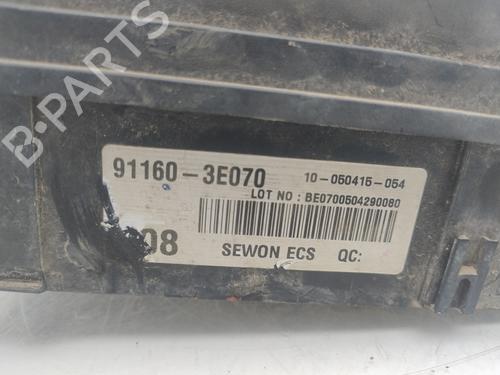 B-PARTS
91160-3E070 10-050415-054
LOT NO : BE0700504290080
08 SEWON ECS QC: